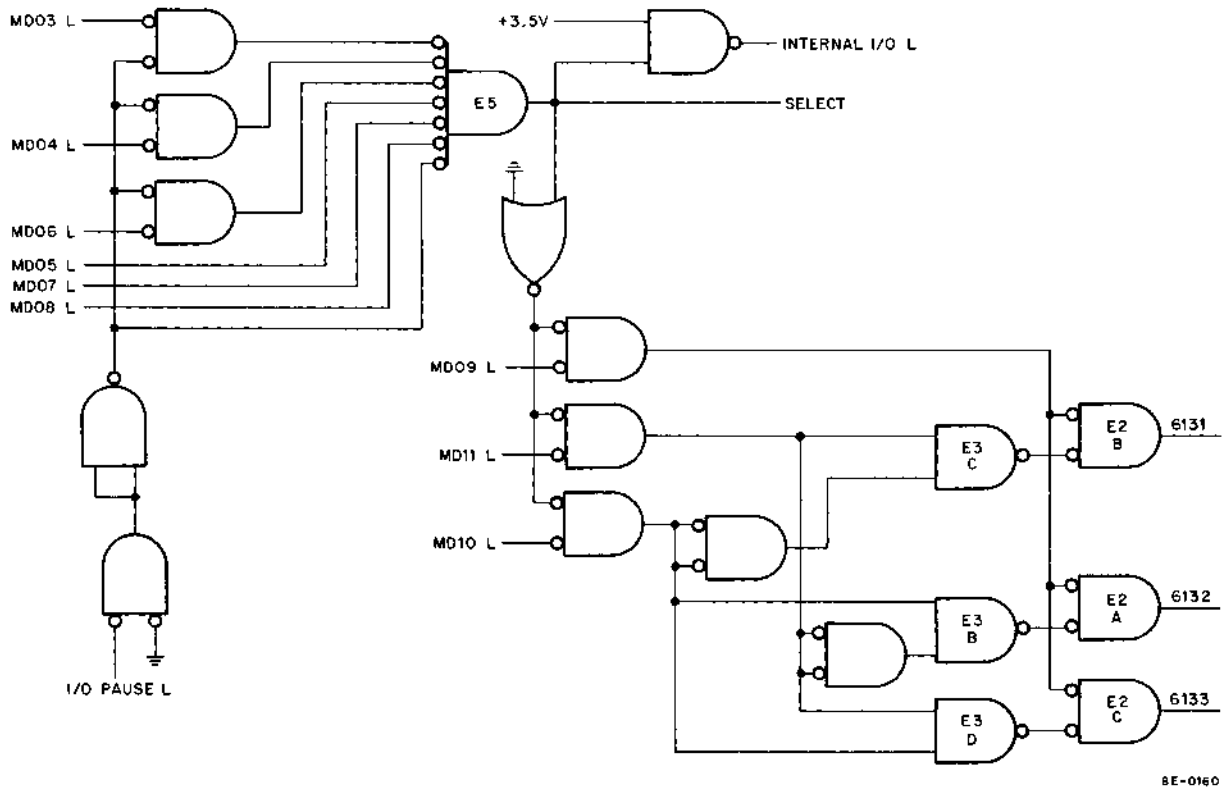 MD03 L
+3.5V
INTERNAL I/O L
E5
SELECT
MD04 L
MD06 L
MD05 L
MD07 L
MD08 L
MD09 L
MD11 L
MD10 L
E3
C
E2
B
6131
E3
B
E2
A
6132
E3
D
E2
C
6133
I/O PAUSE L
8E-0160